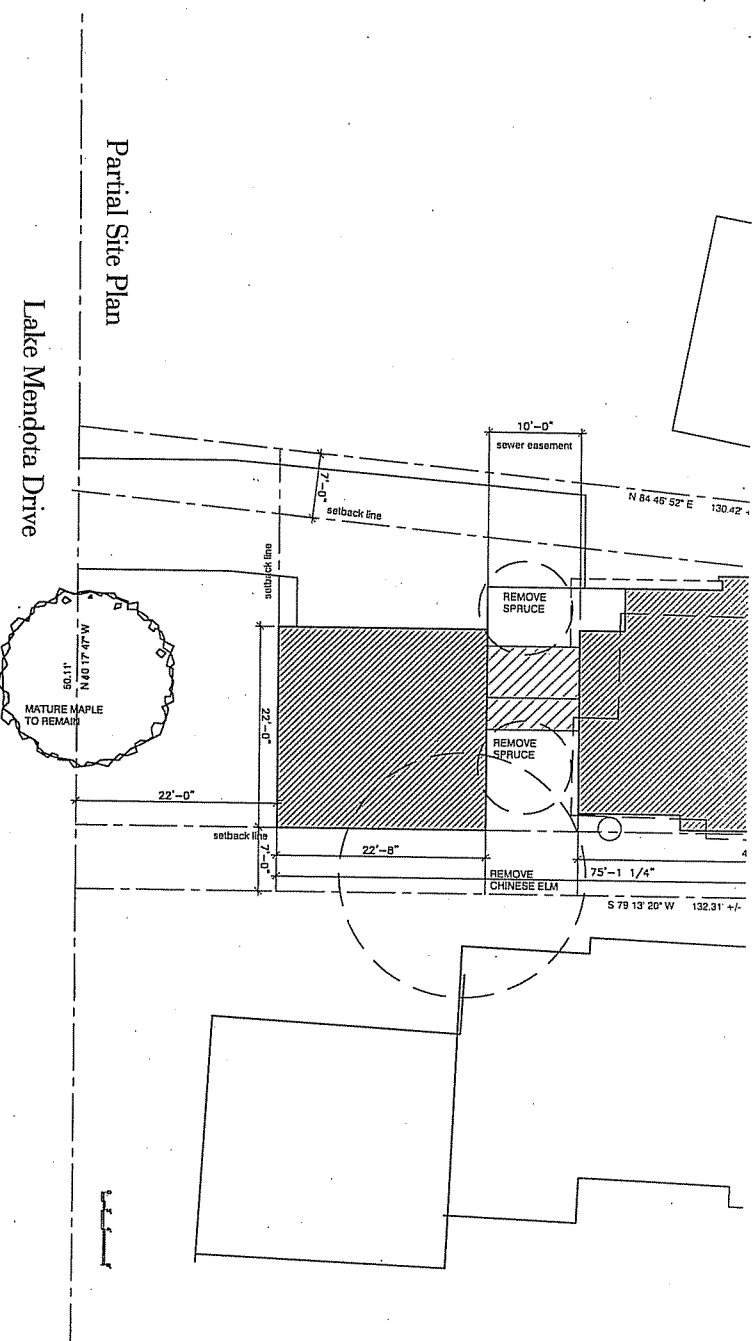 Partial Site Plan
Lake Mendota Drive
10'-0"
sewer easement
N 84 46' 52" E 130.42'
7'-0"
setback line
setback line
REMOVE
SPRUCE
50.11'
MATURE MAPLE
TO REMAIN
22'-0"
REMOVE
SPRUCE
22'-0"
setback line
7'-0"
22'-8"
4
75'-1 1/4"
REMOVE
CHINESE ELM
S 79 13' 20" W 132.31' +/-